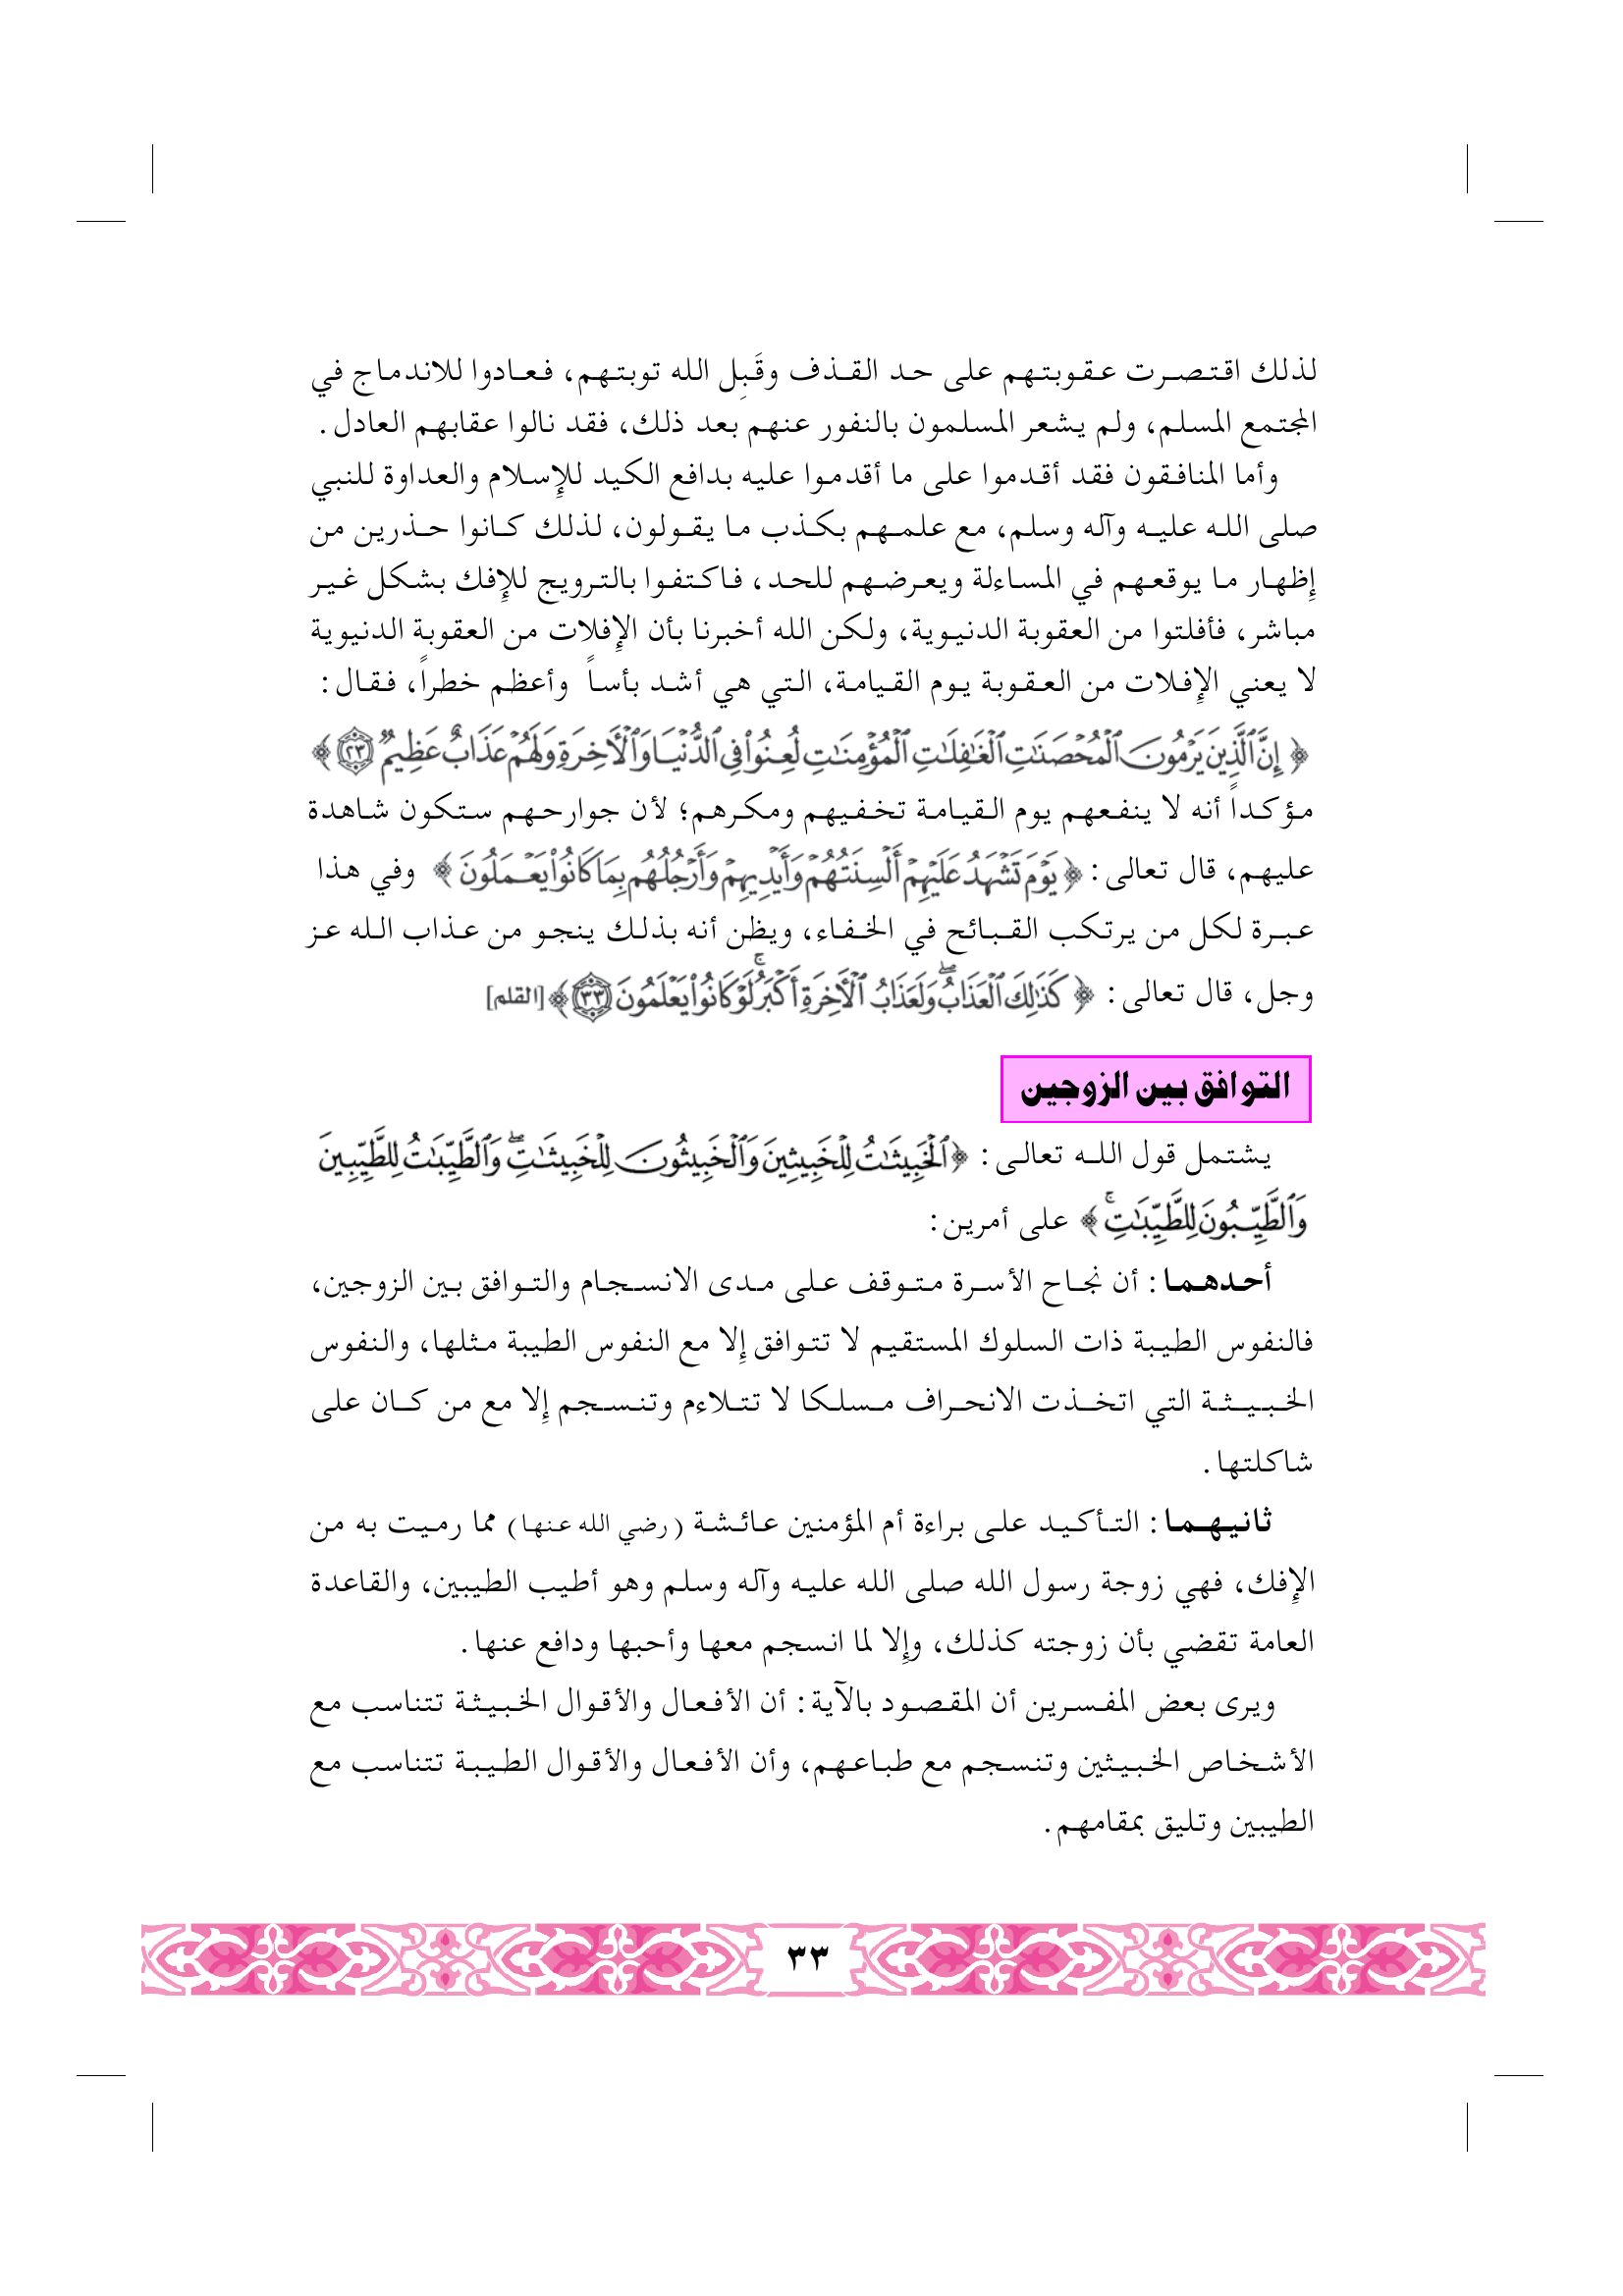 لذلك اقتصرت عقوبتهم على حد القذف وقَبِل الله توبتهم، فعادوا للاندماج في
المجتمع المسلم، ولم يشعر المسلمون بالنفور عنهم بعد ذلك، فقد نالوا عقابهم العادل.
وأما المنافقون فقد أقدموا على ما أقدموا عليه بدافع الكيد للإسلام والعداوة للنبي
صلى الله عليه وآله وسلم، مع علمهم بكذب ما يقولون، لذلك كانوا حذرين من
إظهار ما يوقعهم في المساءلة ويعرضهم للحد، فاكتفوا بالترويج للإفك بشكل غير
مباشر، فأفلتوا من العقوبة الدنيوية، ولكن الله أخبرنا بأن الإفلات من العقوبة الدنيوية
لا يعني الإفلات من العقوبة يوم القيامة، التي هي أشد بأساً وأعظم خطراً، فقال:
﴿ إِنَّ ٱلَّذِينَ يَرْمُونَ ٱلْمُحْصَنَٰتِ ٱلْغَٰفِلَٰتِ ٱلْمُؤْمِنَٰتِ لُعِنُوا۟ فِى ٱلدُّنْيَا وَٱلْءَاخِرَةِ وَلَهُمْ عَذَابٌ عَظِيمٌ ٢٣ ﴾
مؤكداً أنه لا ينفعهم يوم القيامة تخفيهم ومكرهم؛ لأن جوارحهم ستكون شاهدة
عليهم، قال تعالى: ﴿ يَوْمَ تَشْهَدُ عَلَيْهِمْ أَلْسِنَتُهُمْ وَأَيْدِيهِمْ وَأَرْجُلُهُم بِمَا كَانُوا۟ يَعْمَلُونَ ﴾ وفي هذا
عبرة لكل من يرتكب القبائح في الخفاء، ويظن أنه بذلك ينجو من عذاب الله عز
وجل، قال تعالى: ﴿ كَذَٰلِكَ ٱلْعَذَابُ ۖ وَلَعَذَابُ ٱلْءَاخِرَةِ أَكْبَرُ ۚ لَوْ كَانُوا۟ يَعْلَمُونَ ٣٣ ﴾ [القلم]
التوافق بين الزوجين
يشتمل قول الله تعالى: ﴿ ٱلْخَبِيثَٰتُ لِلْخَبِيثِينَ وَٱلْخَبِيثُونَ لِلْخَبِيثَٰتِ ۖ وَٱلطَّيِّبَٰتُ لِلطَّيِّبِينَ
وَٱلطَّيِّبُونَ لِلطَّيِّبَٰتِ ۚ ﴾ على أمرين:
أحدهما: أن نجاح الأسرة متوقف على مدى الانسجام والتوافق بين الزوجين،
فالنفوس الطيبة ذات السلوك المستقيم لا تتوافق إلا مع النفوس الطيبة مثلها، والنفوس
الخبيثة التي اتخذت الانحراف مسلكا لا تتلاءم وتنسجم إلا مع من كان على
شاكلتها.
ثانيهما: التأكيد على براءة أم المؤمنين عائشة (رضي الله عنها) مما رميت به من
الإفك، فهي زوجة رسول الله صلى الله عليه وآله وسلم وهو أطيب الطيبين، والقاعدة
العامة تقضي بأن زوجته كذلك، وإلا لما انسجم معها وأحبها ودافع عنها.
ويرى بعض المفسرين أن المقصود بالآية: أن الأفعال والأقوال الخبيثة تتناسب مع
الأشخاص الخبيثين وتنسجم مع طباعهم، وأن الأفعال والأقوال الطيبة تتناسب مع
الطيبين وتليق بمقامهم.
٣٣